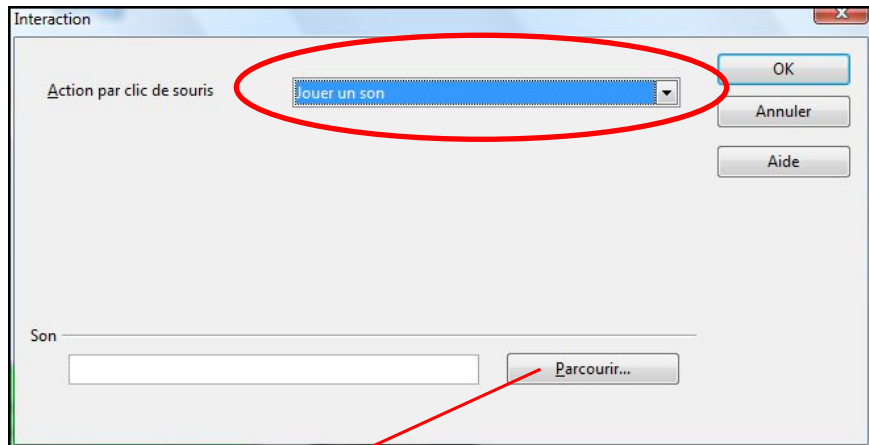 Interaction
Action par clic de souris
Jouer un son
OK
Annuler
Aide
Son
Parcourir...